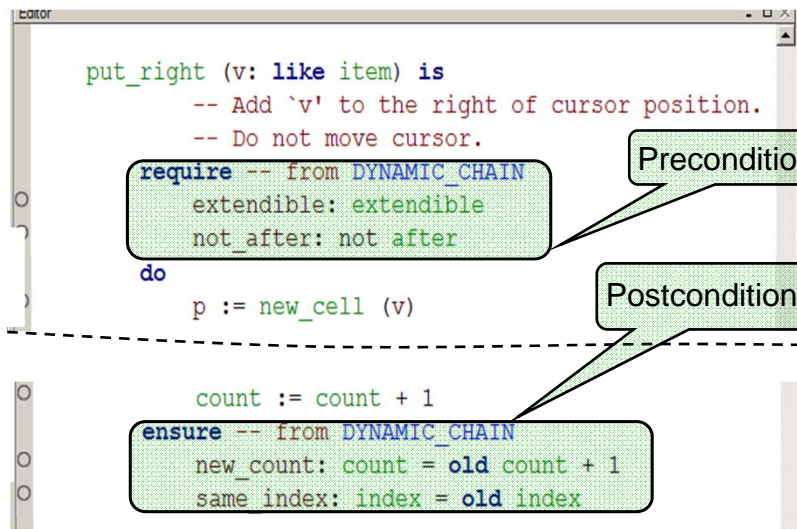 Editor
put_right (v: like item) is
-- Add `v' to the right of cursor position.
-- Do not move cursor.
require -- from DYNAMIC_CHAIN
Preconditio
extendible: extendible
not_after: not after
do
p := new_cell (v)
Postcondition
count := count + 1
ensure -- from DYNAMIC_CHAIN
new_count: count = old count + 1
same_index: index = old index